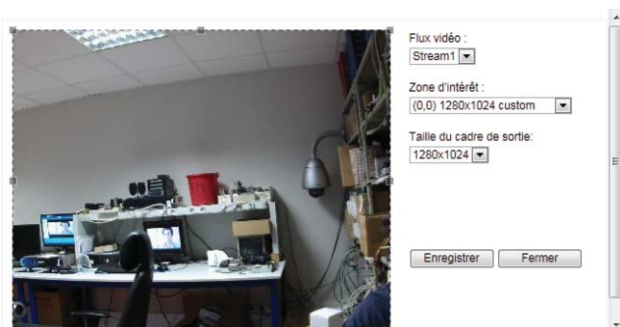 Flux vidéo :
Stream1
Zone d'intérêt :
(0,0) 1280x1024 custom
Taille du cadre de sortie:
1280x1024
Enregistrer
Fermer